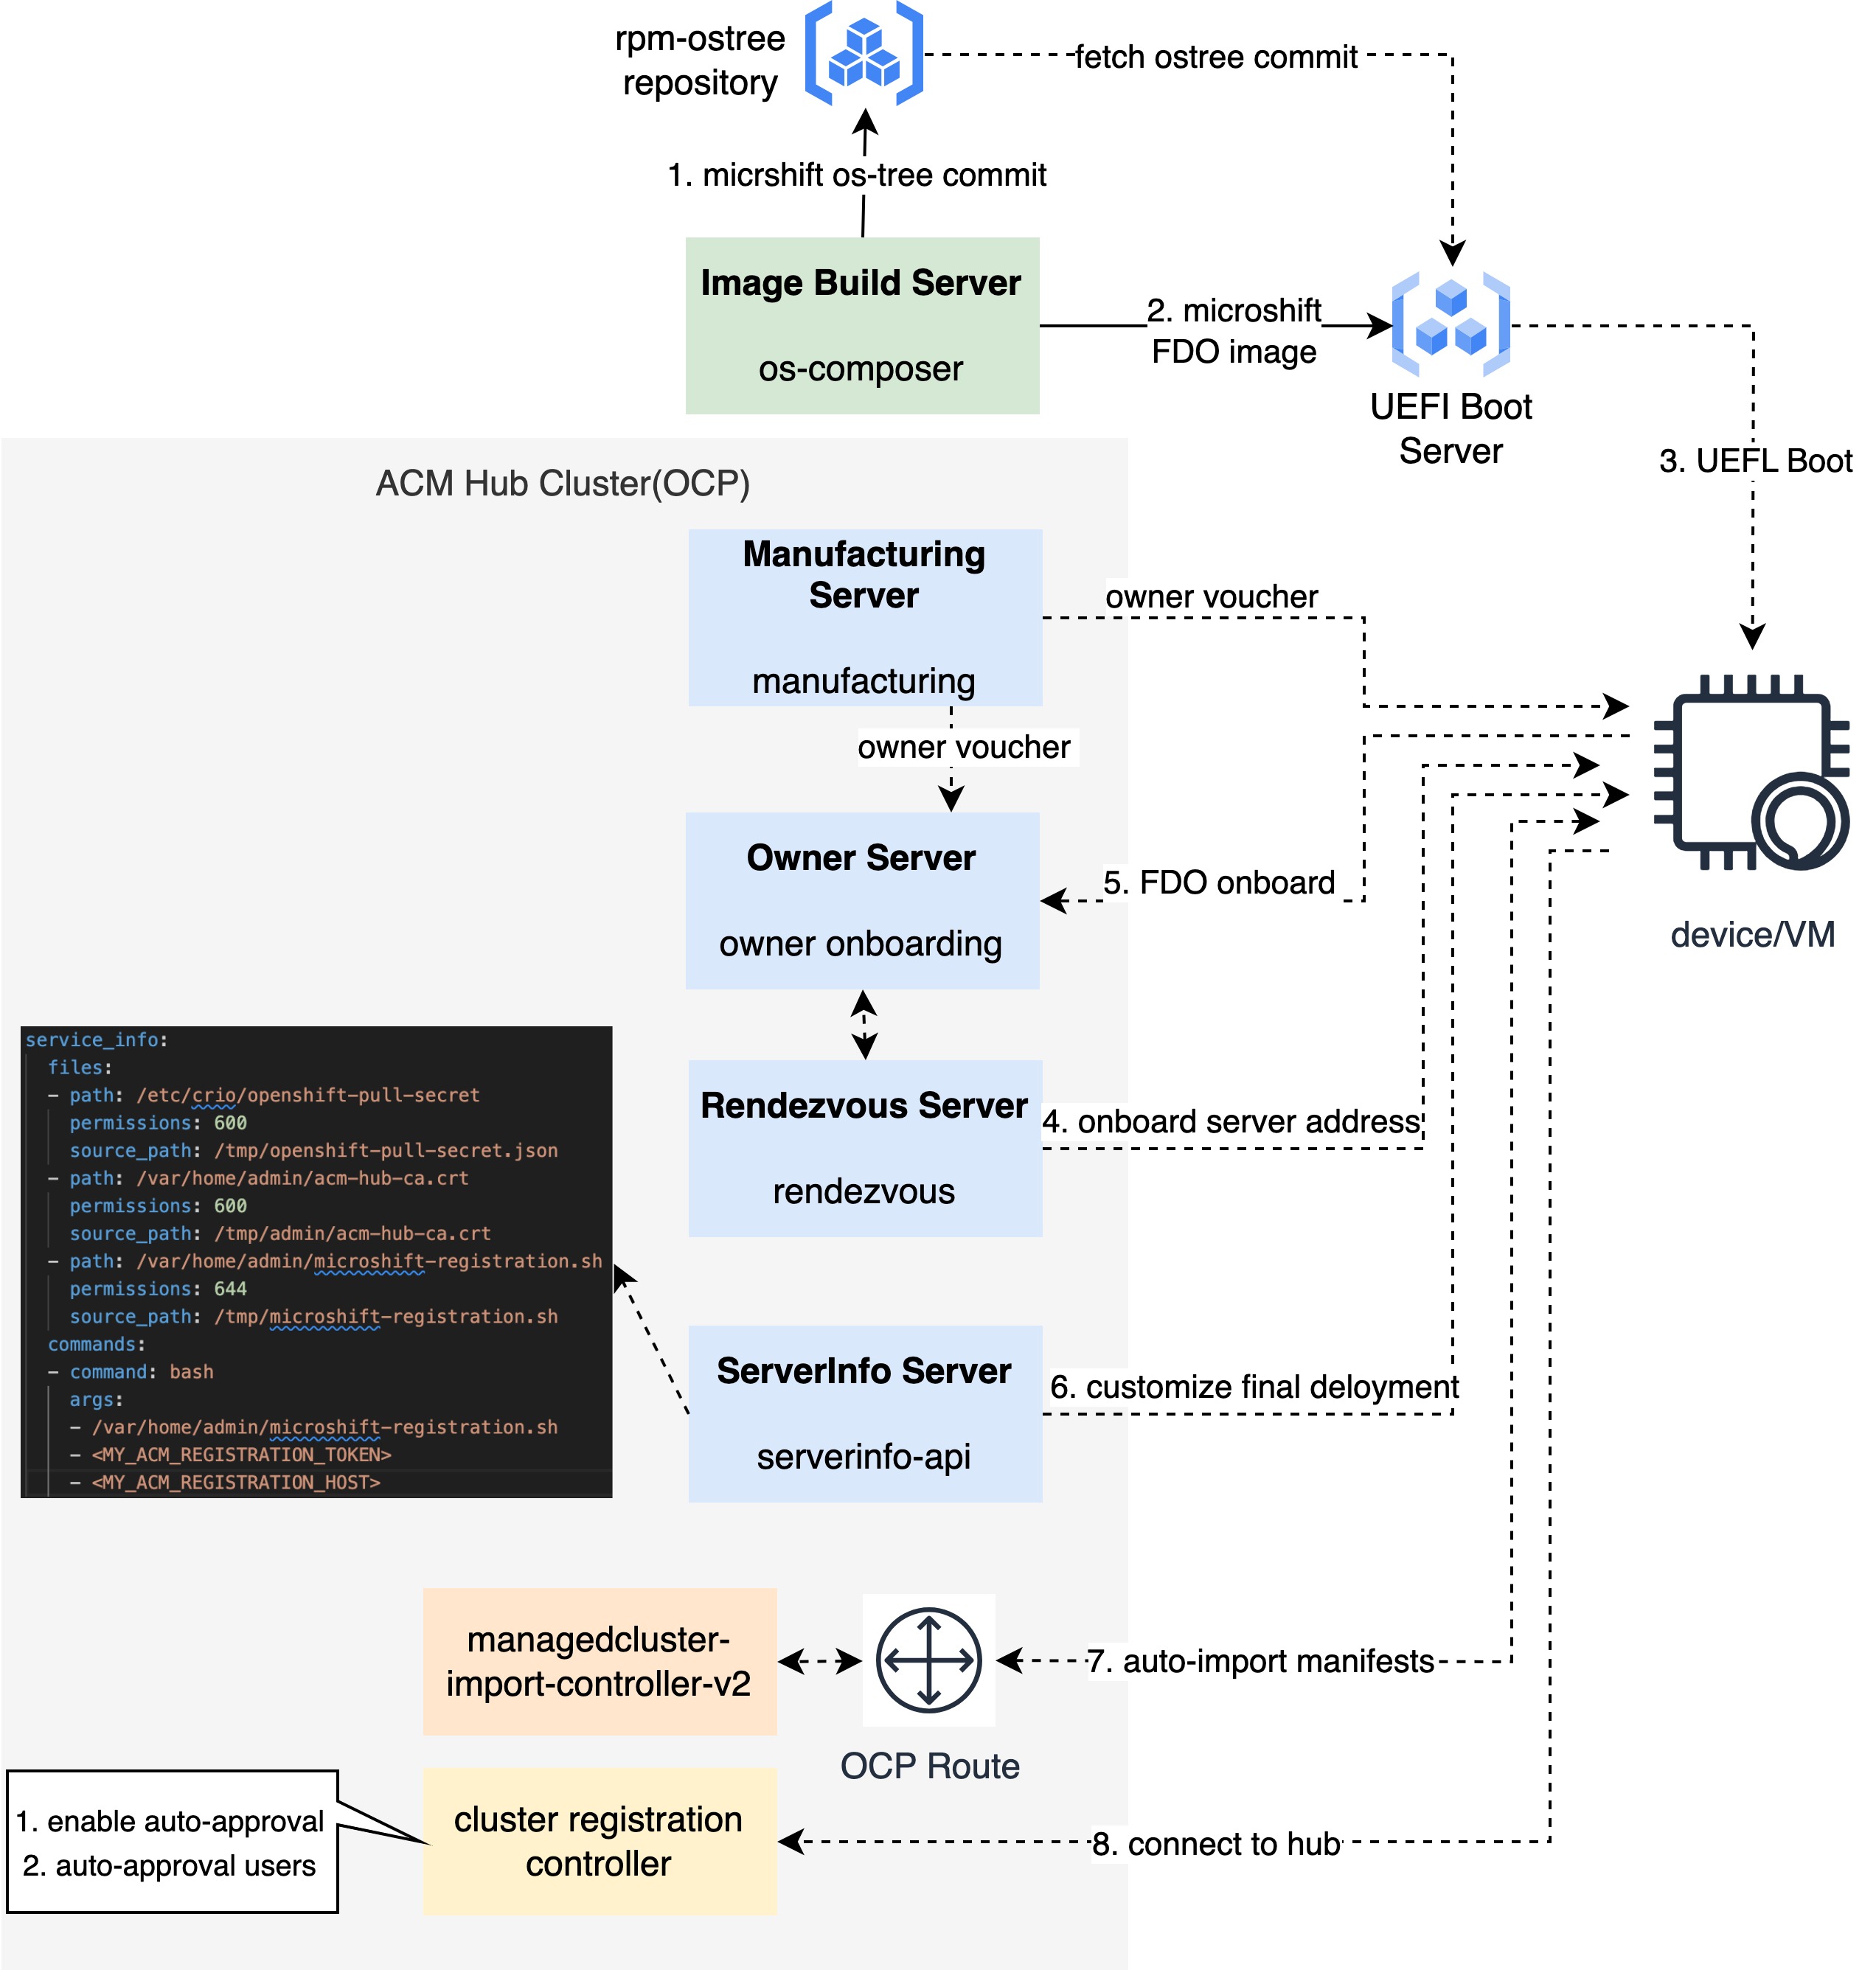 rpm-ostree
repository
fetch ostree commit
1. micrshift os-tree commit
Image Build Server
os-composer
2. microshift
FDO image
UEFI Boot
Server
3. UEFL Boot
ACM Hub Cluster(OCP)
Manufacturing
Server
manufacturing
owner voucher
owner voucher
Owner Server
owner onboarding
5. FDO onboard
device/VM
Rendezvous Server
rendezvous
4. onboard server address
service_info:
files:
- path: /etc/crio/openshift-pull-secret
permissions: 600
source_path: /tmp/openshift-pull-secret.json
- path: /var/home/admin/acm-hub-ca.crt
permissions: 600
source_path: /tmp/admin/acm-hub-ca.crt
- path: /var/home/admin/microshift-registration.sh
permissions: 644
source_path: /tmp/microshift-registration.sh
commands:
- command: bash
args:
- /var/home/admin/microshift-registration.sh
- <MY_ACM_REGISTRATION_TOKEN>
- <MY_ACM_REGISTRATION_HOST>
ServerInfo Server
serverinfo-api
6. customize final deloyment
managedcluster-
import-controller-v2
OCP Route
7. auto-import manifests
1. enable auto-approval
2. auto-approval users
cluster registration
controller
8. connect to hub